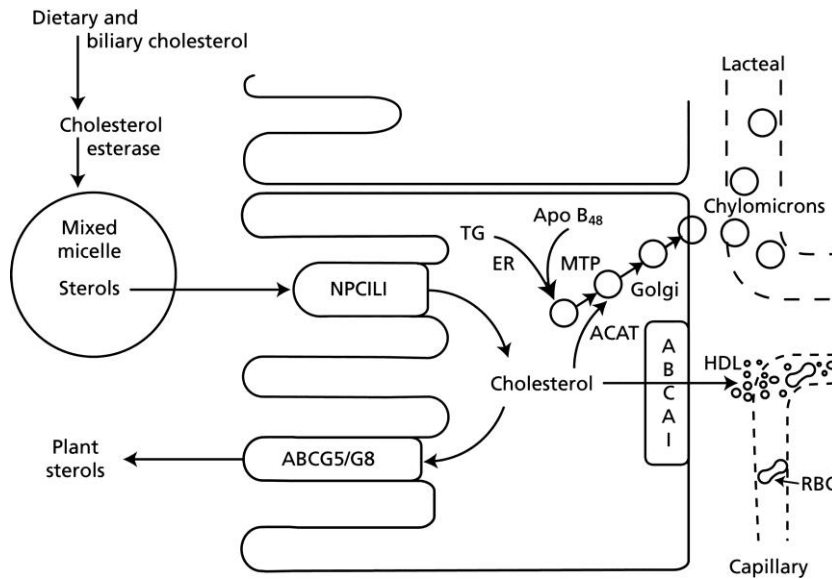 Dietary and
biliary cholesterol
Cholesterol
esterase
Mixed
micelle
Sterols
NPCILI
Plant
sterols
ABCG5/G8
TG
Apo B₄₈
ER
MTP
Golgi
ACAT
Cholesterol
A
B
C
A
I
Lacteal
Chylomicrons
HDL
RBC
Capillary